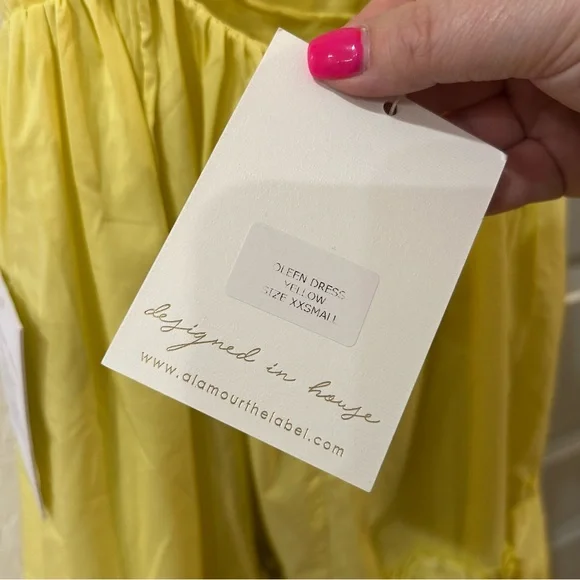 OLEEN DRESS
YELLOW
SIZE XXSMALL
designed in house
www.alamourthelabel.com